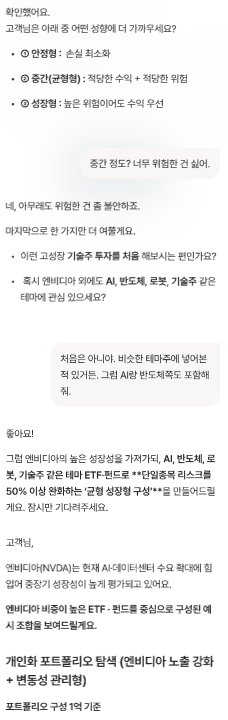 확인했어요.
고객님은 아래 중 어떤 성향에 더 가까우세요?
• ① 안정형 : 손실 최소화
• ② 중간(균형형) : 적당한 수익 + 적당한 위험
• ③ 성장형 : 높은 위험이어도 수익 우선
중간 정도? 너무 위험한 건 싫어.
네, 아무래도 위험한 건 좀 불안하죠.
마지막으로 한 가지만 더 여쭐게요.
• 이런 고성장 기술주 투자를 처음 해보시는 편인가요?
• 혹시 엔비디아 외에도 AI, 반도체, 로봇, 기술주 같은
테마에 관심 있으세요?
처음은 아니야. 비슷한 테마주에 넣어본
적 있거든. 그럼 AI랑 반도체쪽도 포함해
줘.
좋아요!
그럼 엔비디아의 높은 성장성을 가져가되, AI, 반도체, 로
봇, 기술주 같은 테마 ETF·펀드로 **단일종목 리스크를
50% 이상 완화하는 ‘균형 성장형 구성’**을 만들어드릴
게요. 잠시만 기다려주세요.
고객님,
엔비디아(NVDA)는 현재 AI·데이터센터 수요 확대에 힘
입어 중장기 성장성이 높게 평가되고 있어요.
엔비디아 비중이 높은 ETF · 펀드를 중심으로 구성된 예
시 조합을 보여드릴게요.
개인화 포트폴리오 탐색 (엔비디아 노출 강화
+ 변동성 관리형)
포트폴리오 구성 1억 기준